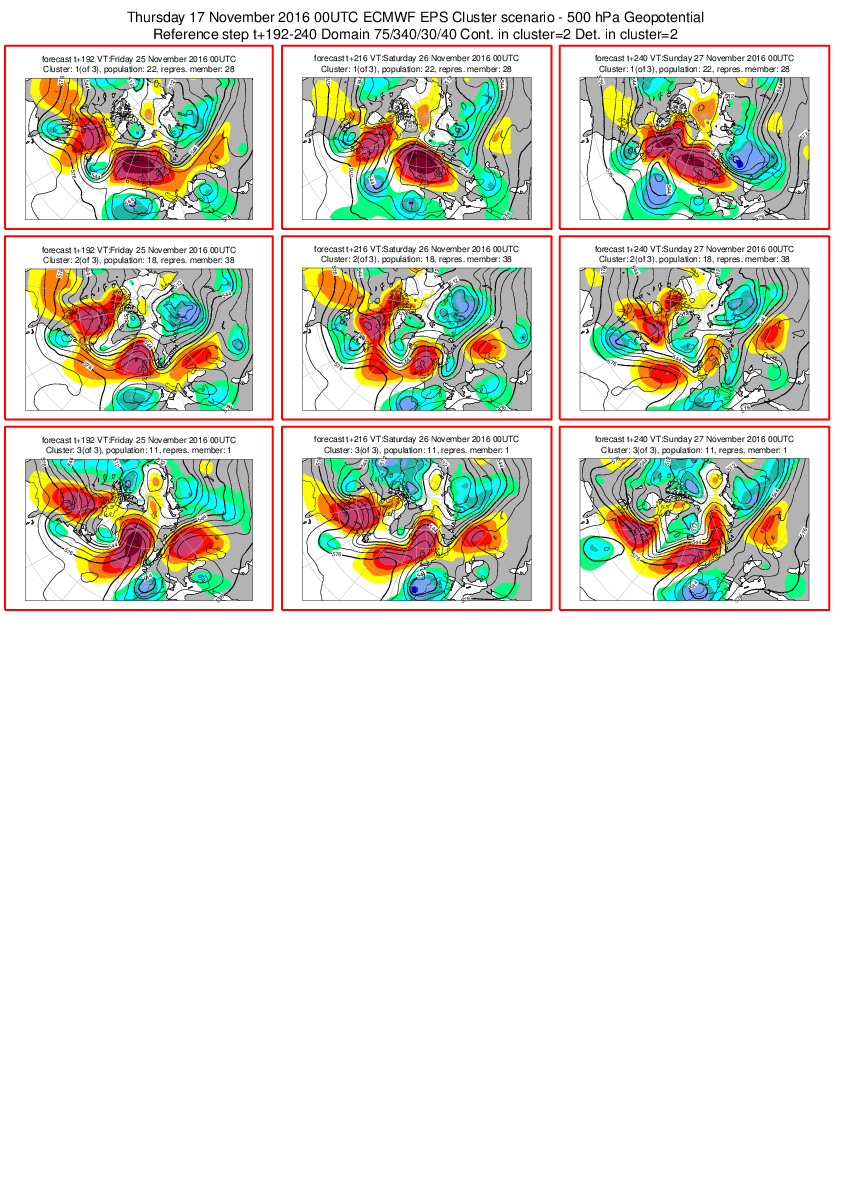 Thursday 17 November 2016 00UTC ECMWF EPS Cluster scenario - 500 hPa Geopotential
Reference step t+192-240 Domain 75/340/30/40 Cont. in cluster=2 Det. in cluster=2
forecast t+192 VT:Friday 25 November 2016 00UTC
Cluster: 1(of 3), population: 22, repres. member: 28
forecast t+216 VT:Saturday 26 November 2016 00UTC
Cluster: 1(of 3), population: 22, repres. member: 28
forecast t+240 VT:Sunday 27 November 2016 00UTC
Cluster: 1(of 3), population: 22, repres. member: 28
forecast t+192 VT:Friday 25 November 2016 00UTC
Cluster: 2(of 3), population: 18, repres. member: 38
forecast t+216 VT:Saturday 26 November 2016 00UTC
Cluster: 2(of 3), population: 18, repres. member: 38
forecast t+240 VT:Sunday 27 November 2016 00UTC
Cluster: 2(of 3), population: 18, repres. member: 38
forecast t+192 VT:Friday 25 November 2016 00UTC
Cluster: 3(of 3), population: 11, repres. member: 1
forecast t+216 VT:Saturday 26 November 2016 00UTC
Cluster: 3(of 3), population: 11, repres. member: 1
forecast t+240 VT:Sunday 27 November 2016 00UTC
Cluster: 3(of 3), population: 11, repres. member: 1